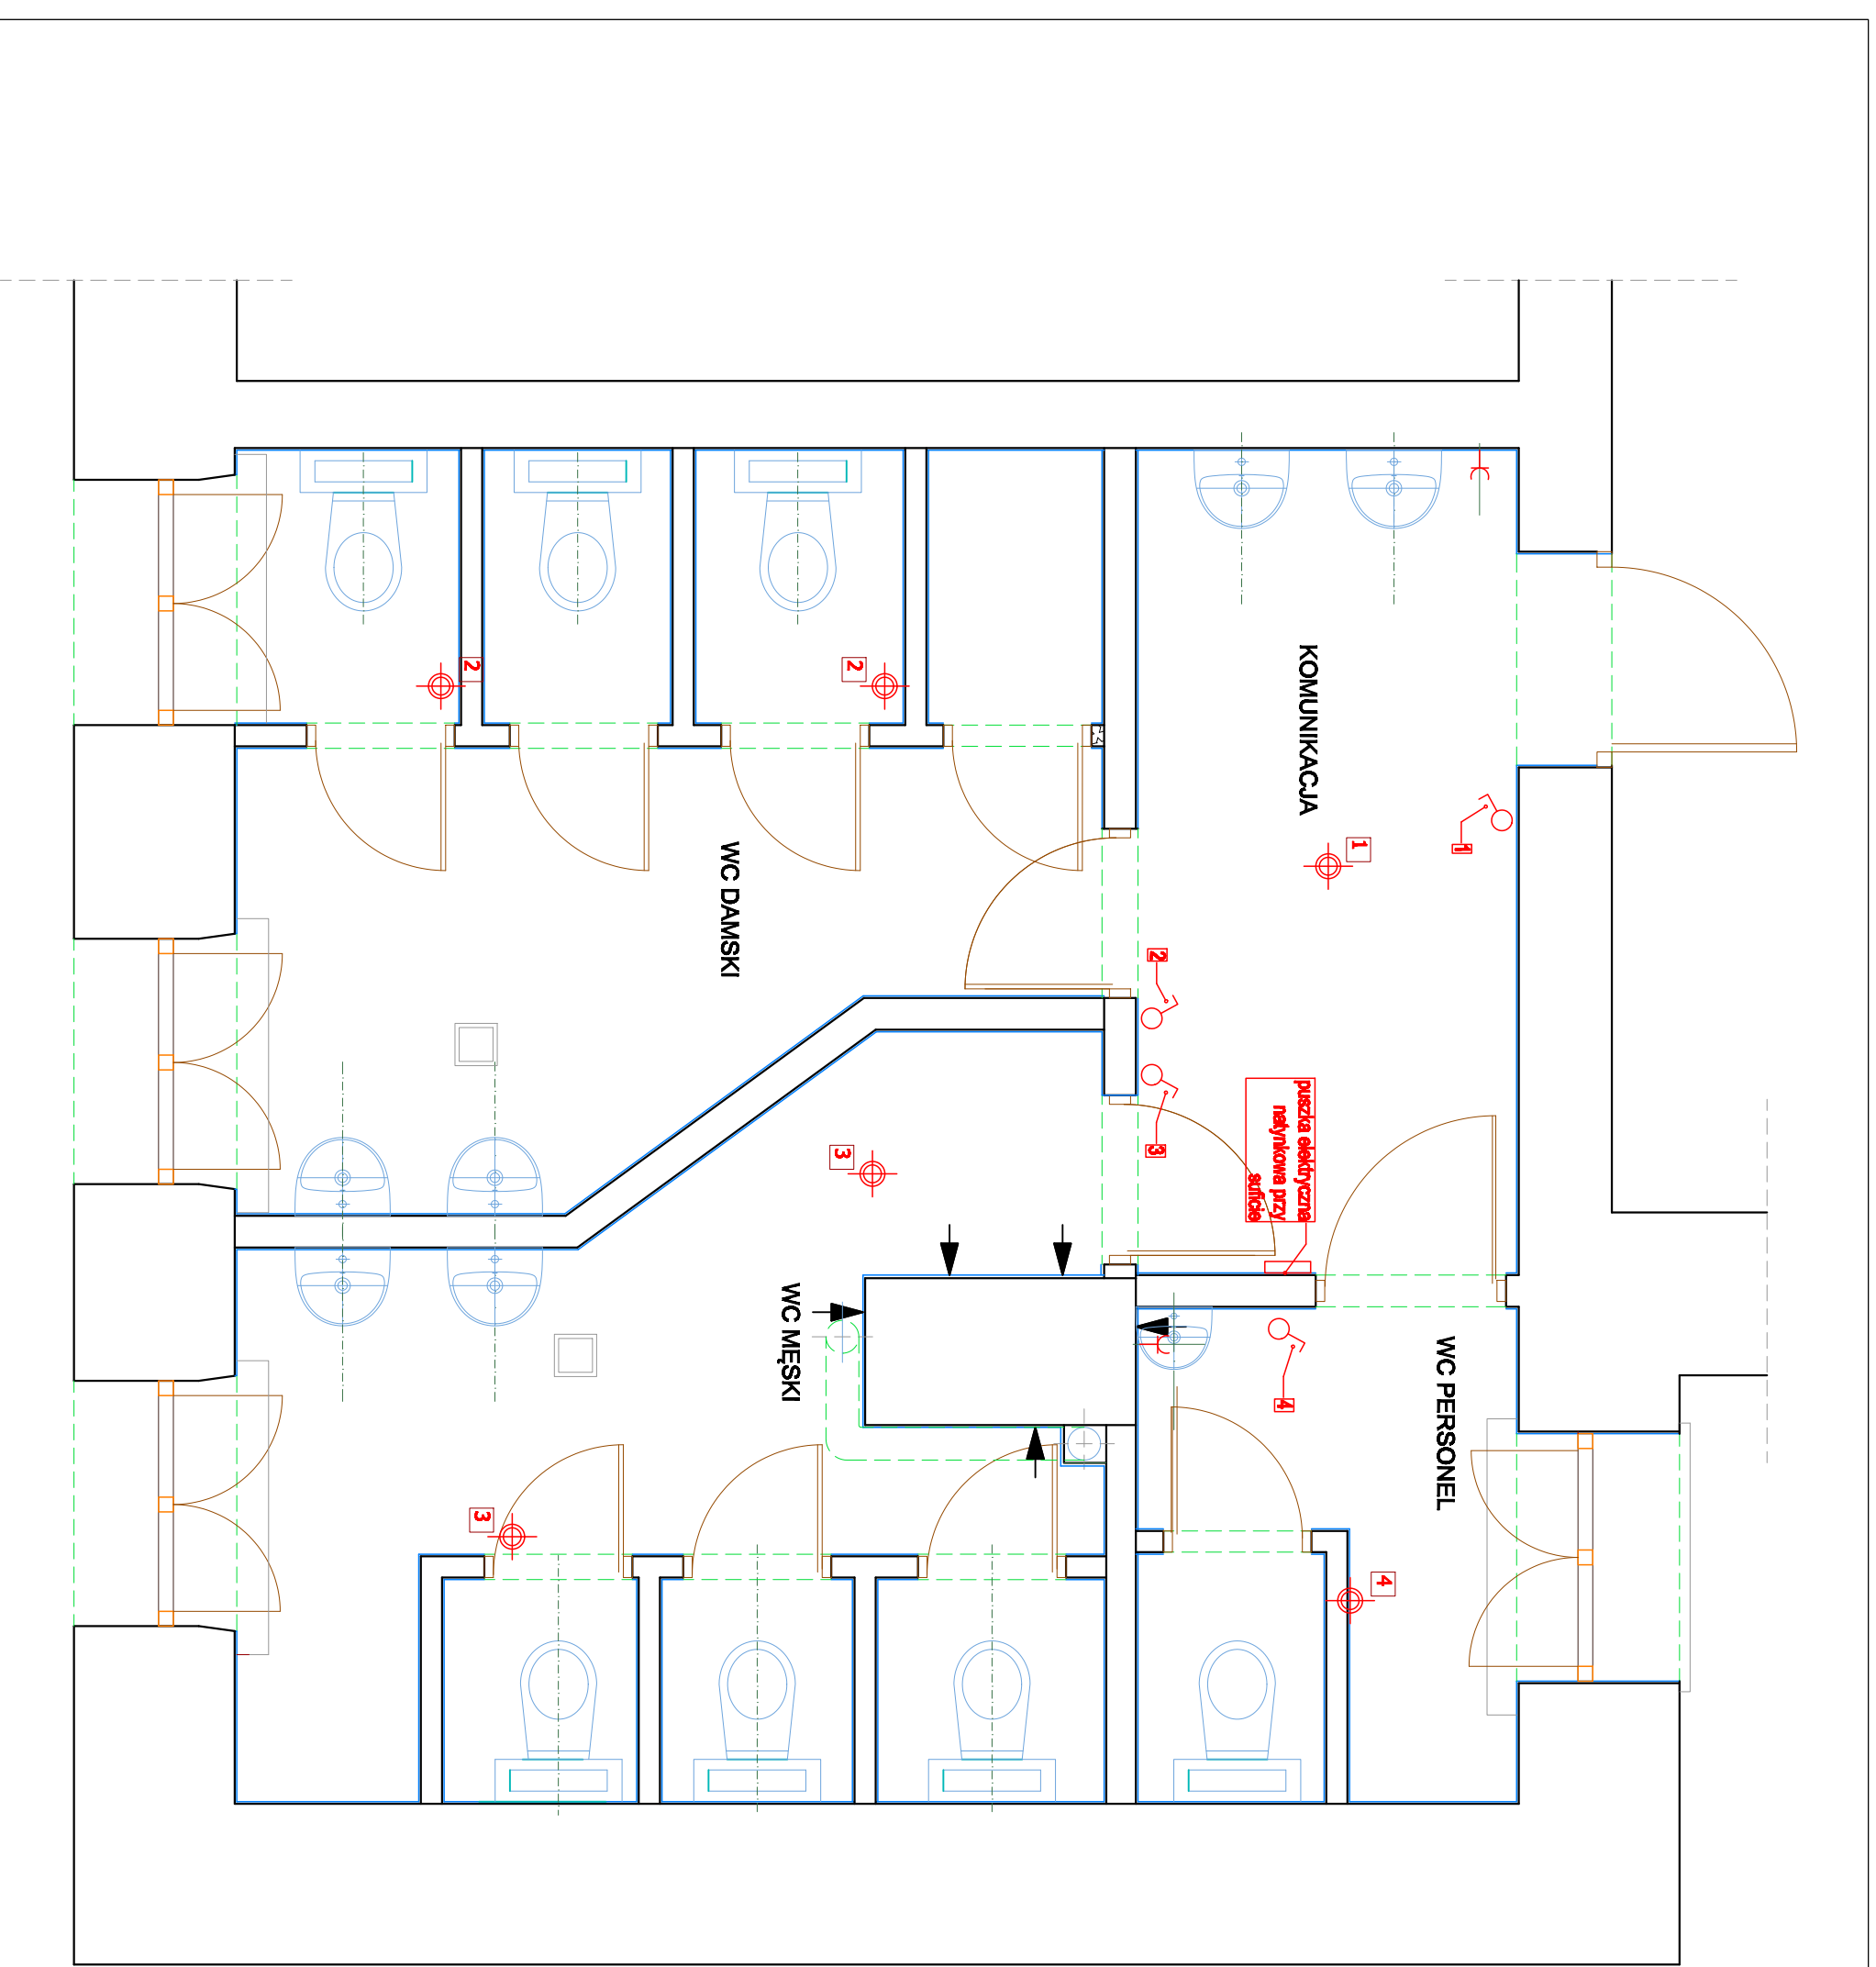 KOMUNIKACJA
1
1
WC DAMSKI
2
2
2
3
puszka elektryczna
natynkowa przy
suficie
3
WC MĘSKI
3
WC PERSONEL
4
4